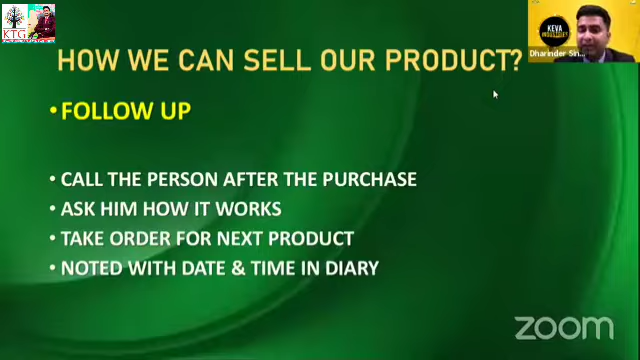 KTG
HOW WE CAN SELL OUR PRODUCT?
KEVA
Dharinder Sin...
• FOLLOW UP
• CALL THE PERSON AFTER THE PURCHASE
• ASK HIM HOW IT WORKS
• TAKE ORDER FOR NEXT PRODUCT
• NOTED WITH DATE & TIME IN DIARY
zoom